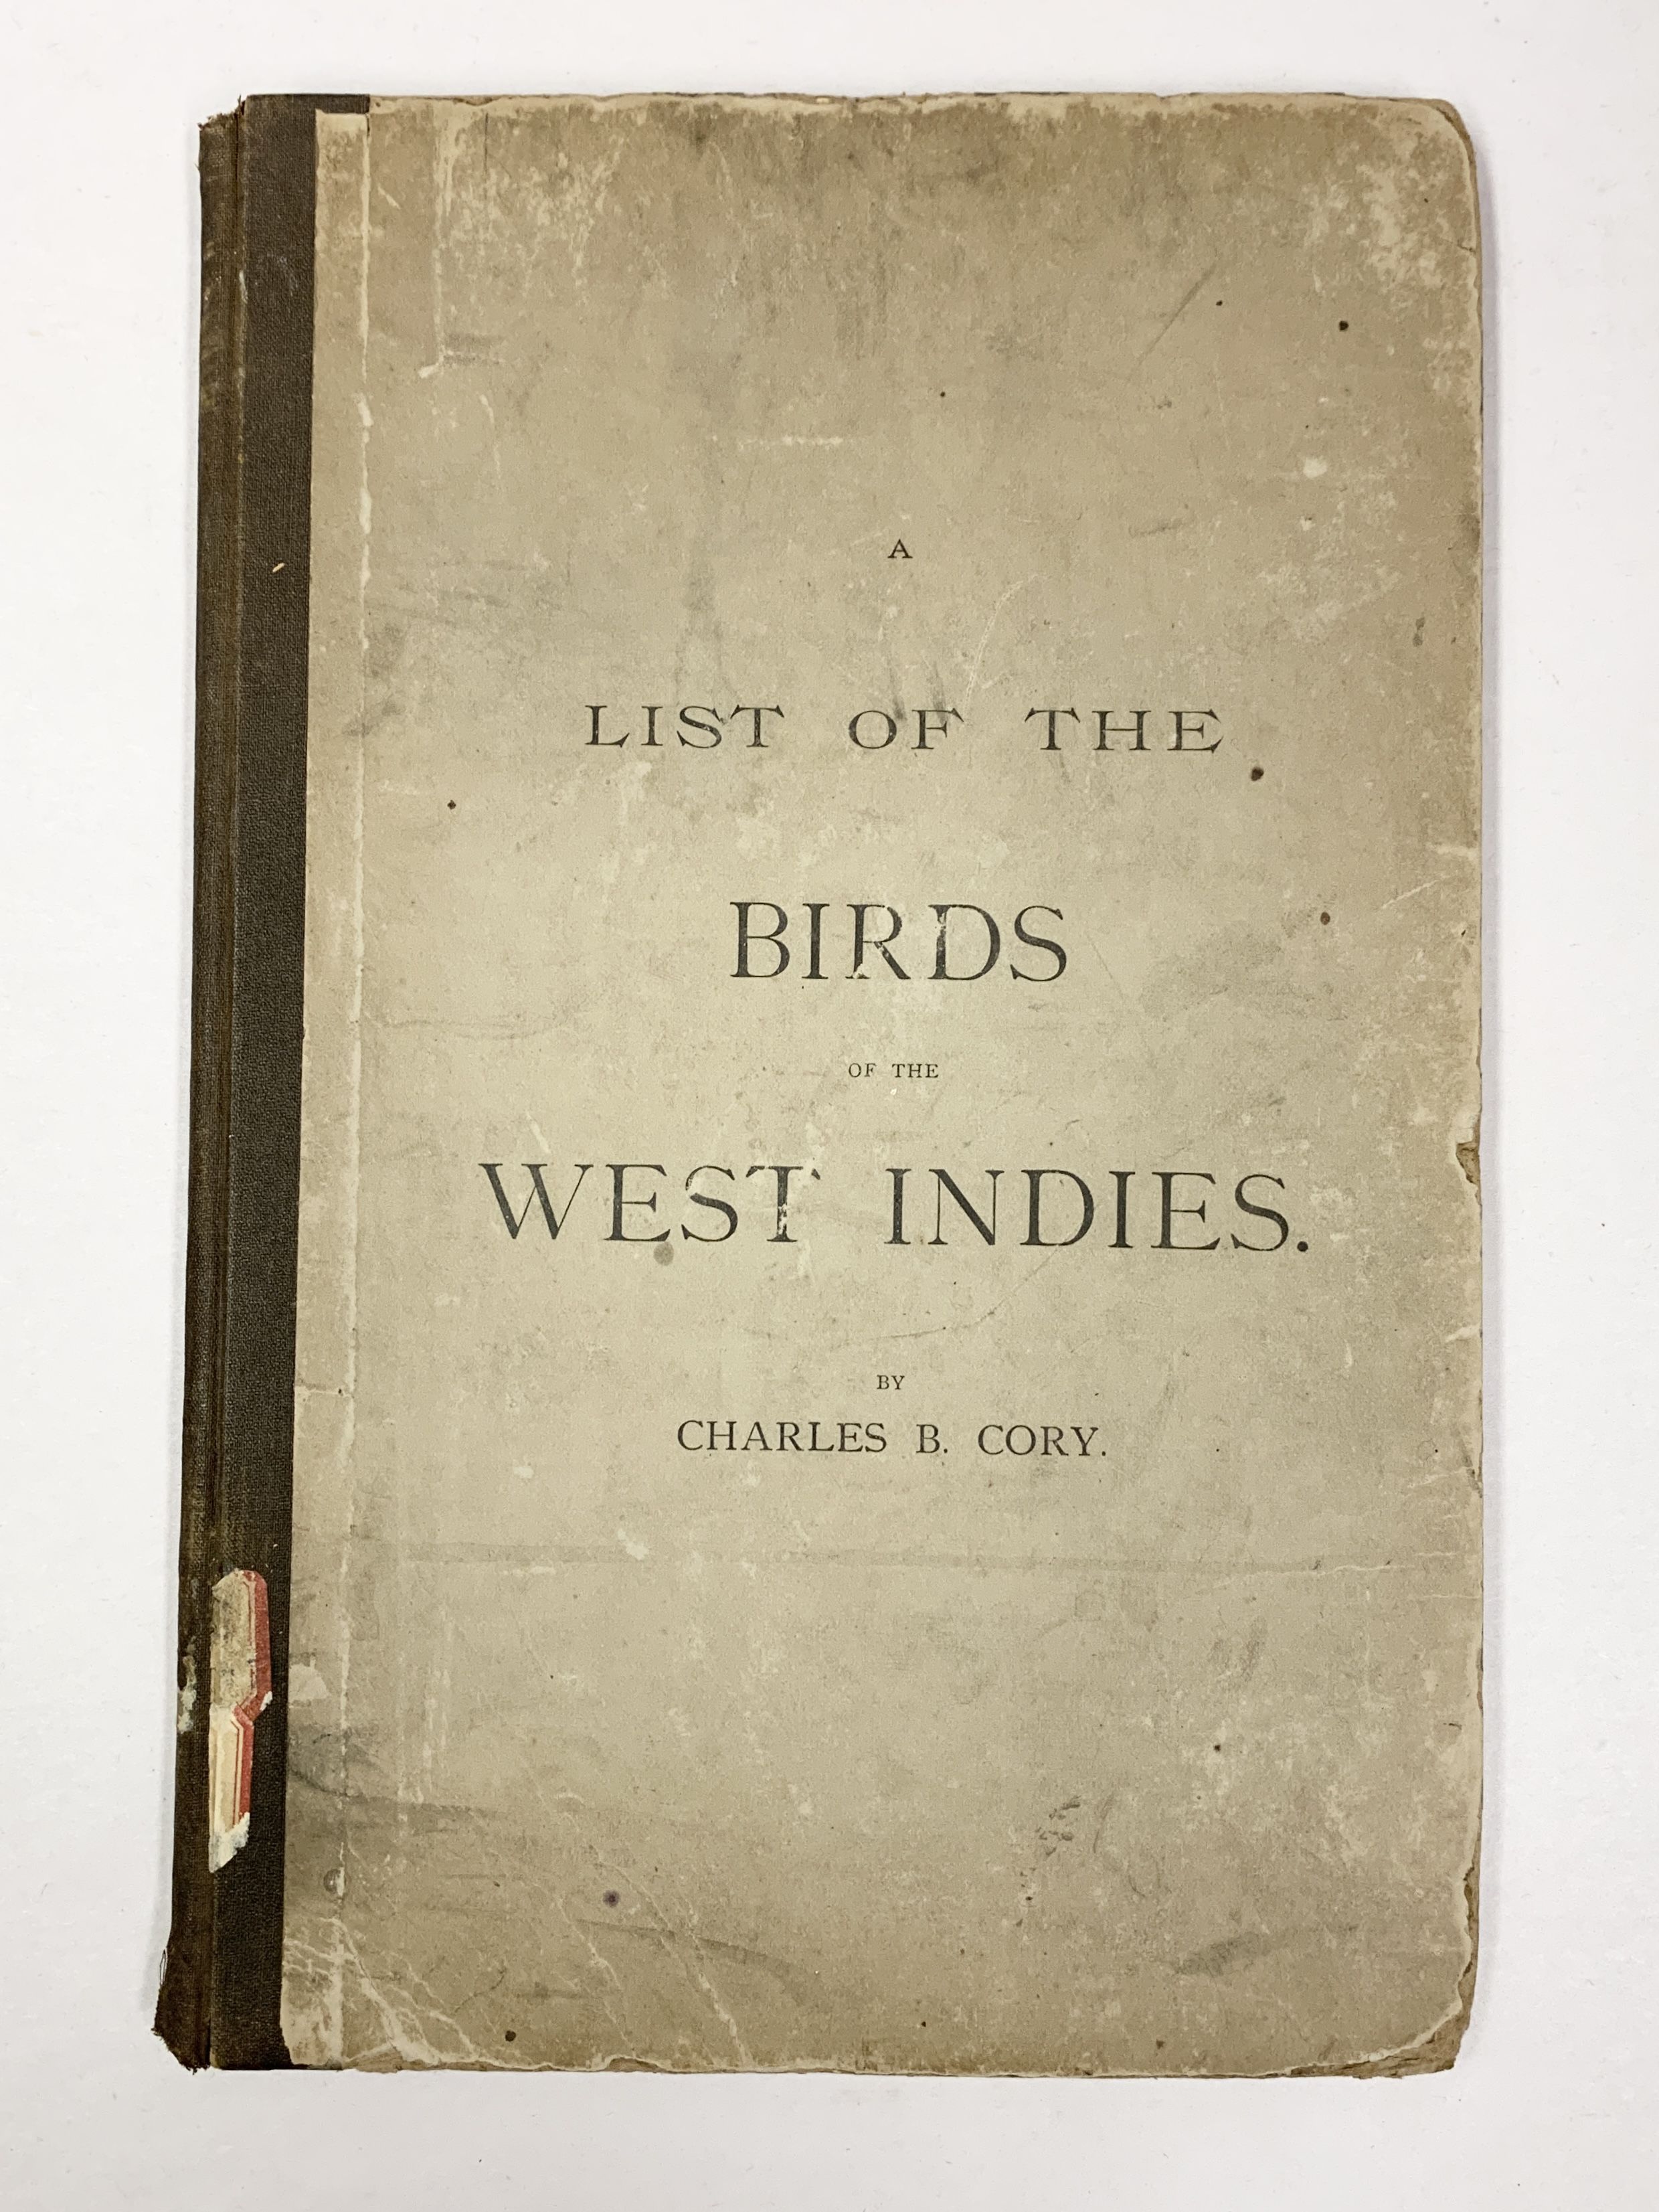 A
LIST OF THE
BIRDS
OF THE
WEST INDIES.
BY
CHARLES B. CORY.